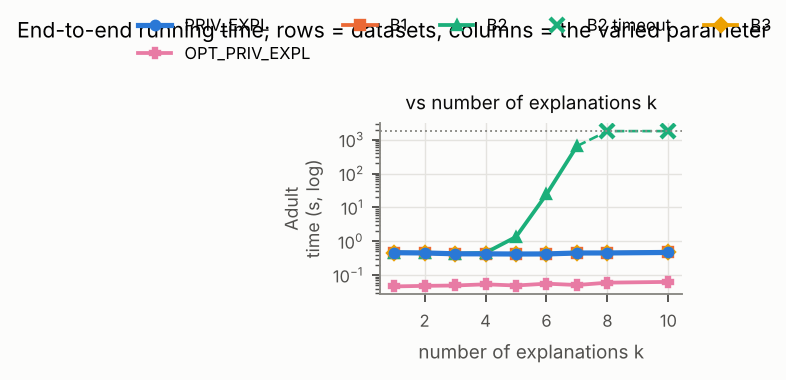 End-to-end running time; rows = datasets, columns = the varied parameter
PRIV_EXPL B1 B2 B2 timeout B3
OPT_PRIV_EXPL
vs number of explanations k
Adult
time (s, log)
10³
10²
10¹
10⁰
10⁻¹
2 4 6 8 10
number of explanations k